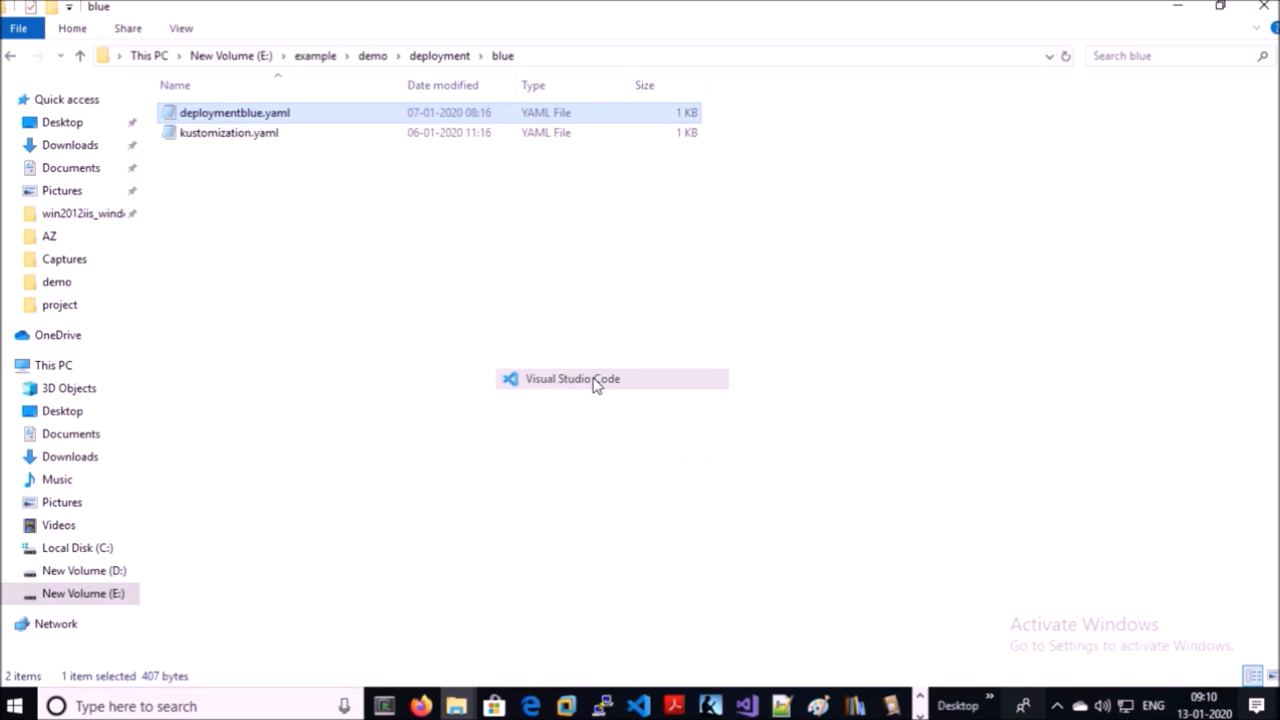 blue
File Home Share View
This PC New Volume (E:) example demo deployment blue Search blue
Name Date modified Type Size
deploymentblue.yaml 07-01-2020 08:16 YAML File 1 KB
kustomization.yaml 06-01-2020 11:16 YAML File 1 KB
Quick access
Desktop
Downloads
Documents
Pictures
win2012iis_wind
AZ
Captures
demo
project
OneDrive
This PC
3D Objects
Desktop
Documents
Downloads
Music
Pictures
Videos
Local Disk (C:)
New Volume (D:)
New Volume (E:)
Network
Visual Studio Code
Activate Windows
Go to Settings to activate Windows.
2 items 1 item selected 407 bytes
Type here to search
Desktop
ENG
09:10
13-01-2020